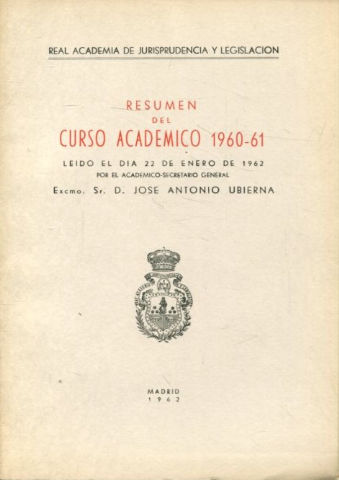 REAL ACADEMIA DE JURISPRUDENCIA Y LEGISLACION
RESUMEN
DEL
CURSO ACADEMICO 1960-61
LEIDO EL DIA 22 DE ENERO DE 1962
POR EL ACADEMICO-SECRETARIO GENERAL
Excmo. Sr. D. JOSE ANTONIO UBIERNA
MADRID
1962